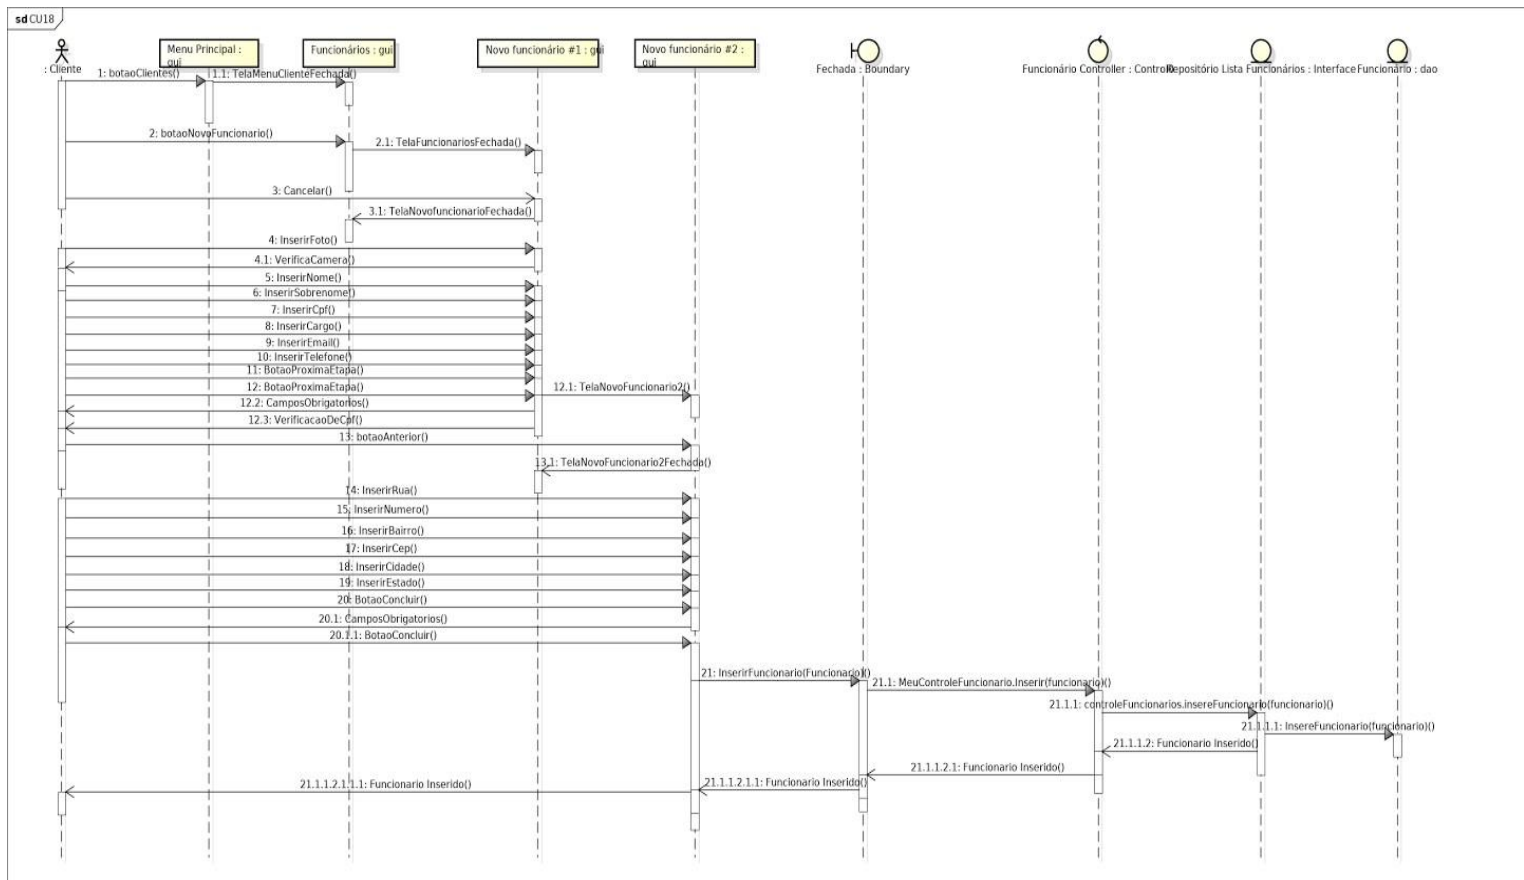 sd CU18
: Cliente
Menu Principal :
gui
Funcionários : gui
Novo funcionário #1 : gui
Novo funcionário #2 :
gui
Fechada : Boundary
Funcionário Controller : Controle
Repositório Lista Funcionários : Interface
Funcionário : dao
1: botaoClientes()
1.1: TelaMenuClienteFechada()
2: botaoNovoFuncionario()
2.1: TelaFuncionariosFechada()
3: Cancelar()
3.1: TelaNovofuncionarioFechada()
4: InserirFoto()
4.1: VerificaCamera()
5: InserirNome()
6: InserirSobrenome()
7: InserirCpf()
8: InserirCargo()
9: InserirEmail()
10: InserirTelefone()
11: BotaoProximaEtapa()
12: BotaoProximaEtapa()
12.1: TelaNovoFuncionario2()
12.2: CamposObrigatorios()
12.3: VerificacaoDeCpf()
13: botaoAnterior()
13.1: TelaNovoFuncionario2Fechada()
14: InserirRua()
15: InserirNumero()
16: InserirBairro()
17: InserirCep()
18: InserirCidade()
19: InserirEstado()
20: BotaoConcluir()
20.1: CamposObrigatorios()
20.1.1: BotaoConcluir()
21: InserirFuncionario(Funcionario)()
21.1: MeuControleFuncionario.Inserir(funcionario)()
21.1.1: controleFuncionarios.insereFuncionario(funcionario)()
21.1.1.1: InsereFuncionario(funcionario)()
21.1.1.2: Funcionario Inserido()
21.1.1.2.1: Funcionario Inserido()
21.1.1.2.1.1: Funcionario Inserido()
21.1.1.2.1.1.1: Funcionario Inserido()